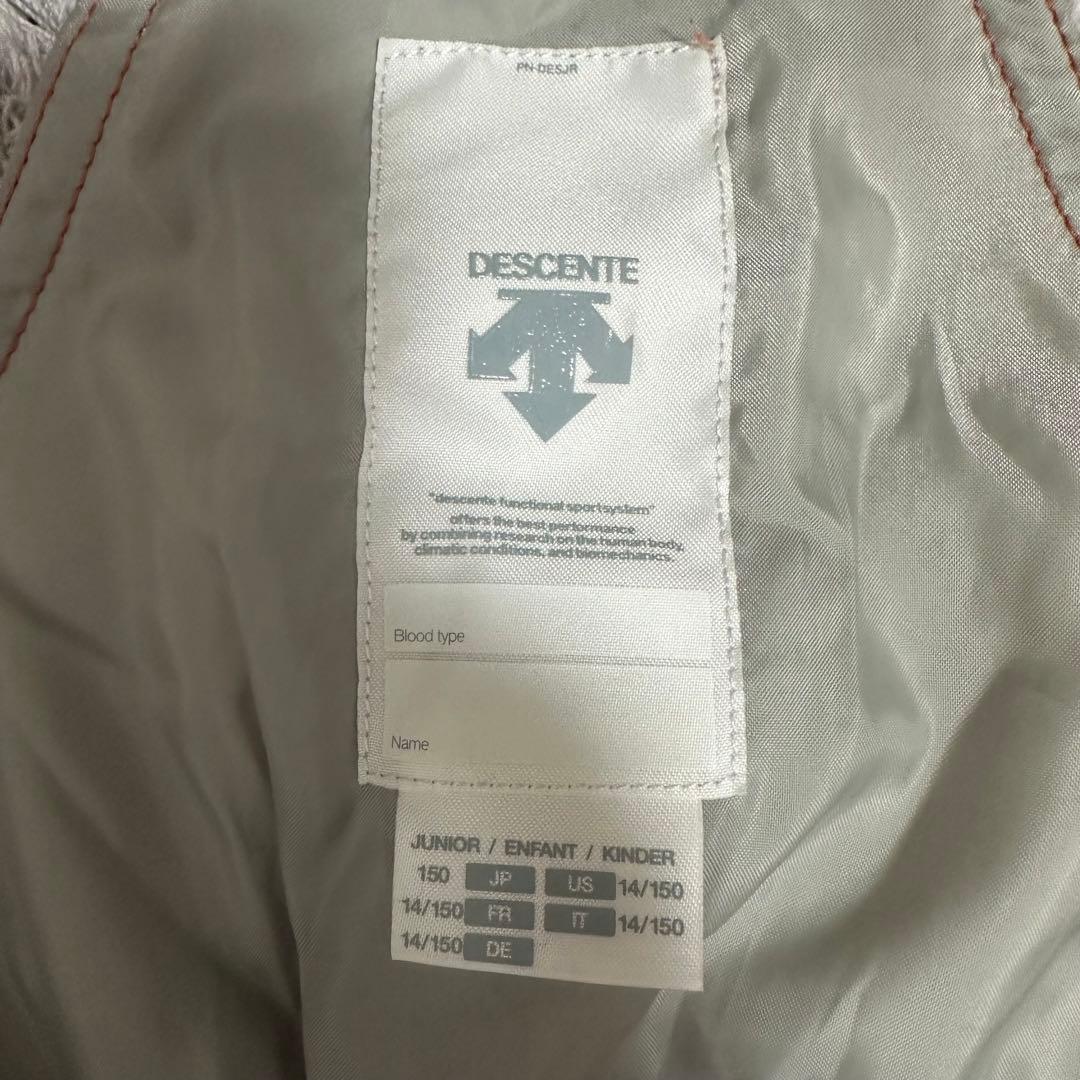 PN-DESJR
DESCENTE
"descente functional sportsystem"
offers the best performance
by combining research on the human body,
climatic conditions, and biomechanics.
Blood type
Name
JUNIOR / ENFANT / KINDER
150 JP US 14/150
14/150 FR IT 14/150
14/150 DE